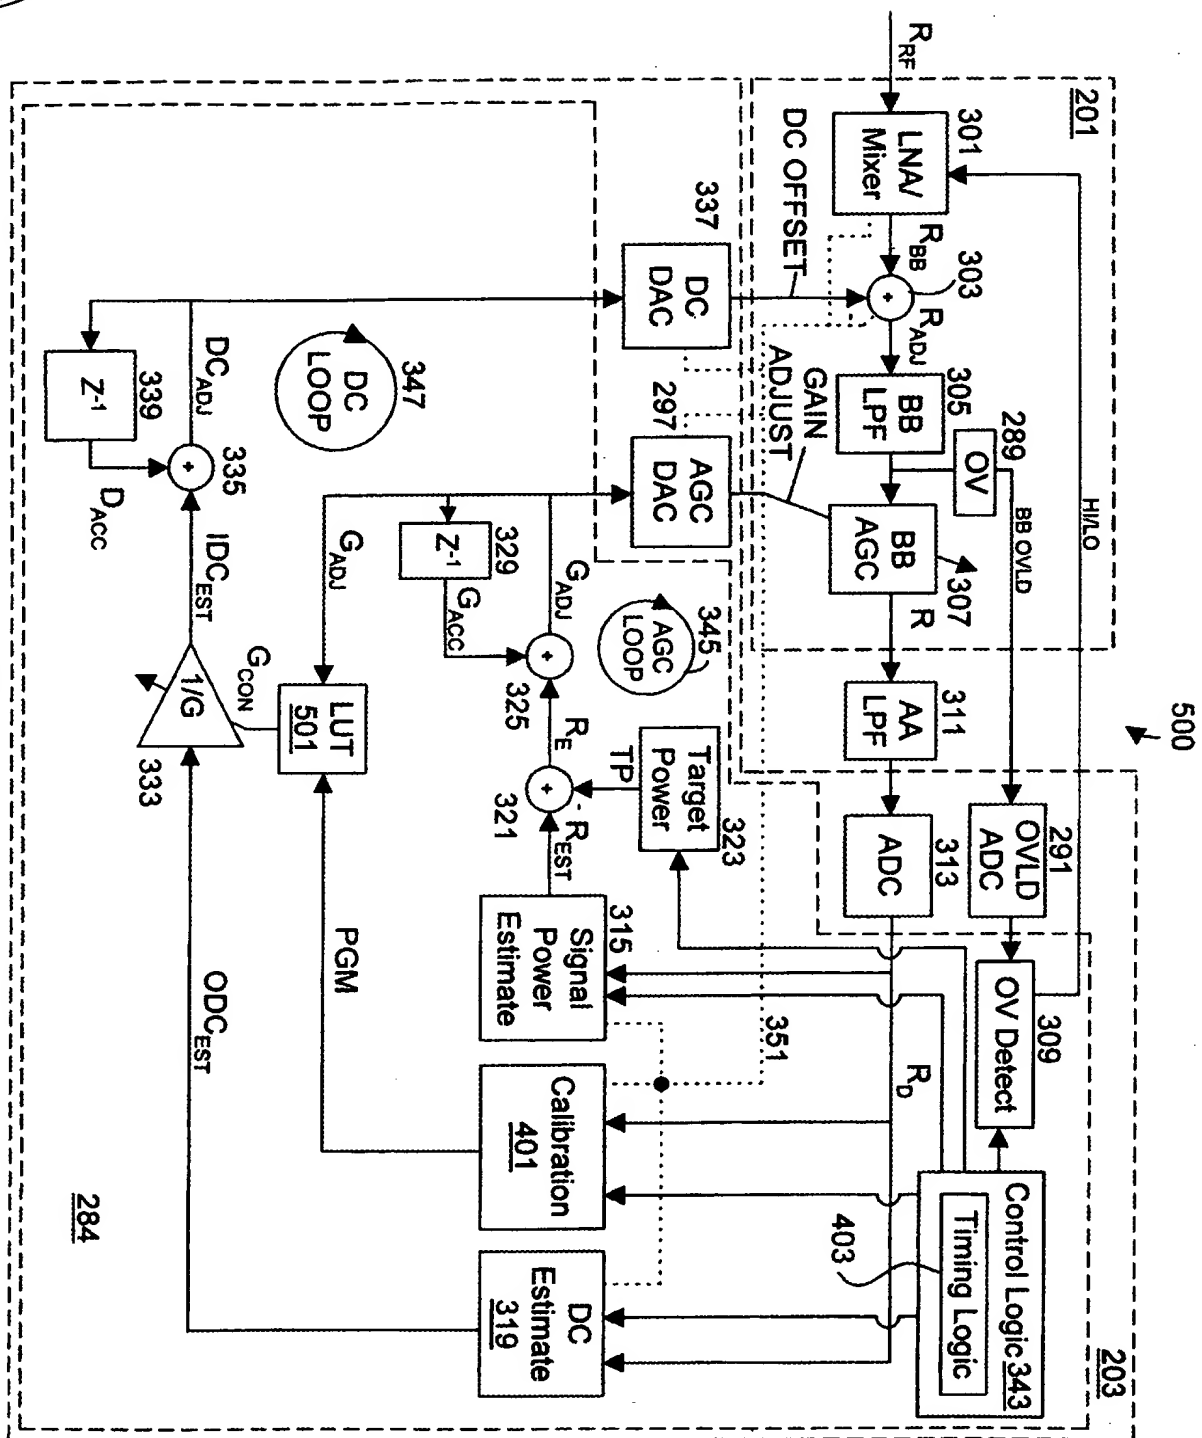 500
201
203
284
R_RF
301
LNA/
Mixer
R_BB
303
+
R_ADJ
305
BB
LPF
289
OV
BB OVLD
HI/LO
BB
AGC
307
R
311
AA
LPF
313
ADC
291
OVLD
ADC
309
OV Detect
R_D
Control Logic 343
Timing Logic
403
DC OFFSET
GAIN
ADJUST
337
DC
DAC
297
AGC
DAC
345
AGC
LOOP
323
Target
Power
TP
351
347
DC
LOOP
329
Z-1
G_ADJ
G_ACC
+
325
R_E
+
-
321
R_EST
315
Signal
Power
Estimate
Calibration
401
DC
Estimate
319
G_ADJ
LUT
501
PGM
G_CON
339
Z-1
DC_ADJ
D_ACC
+
335
IDC_EST
1/G
333
ODC_EST